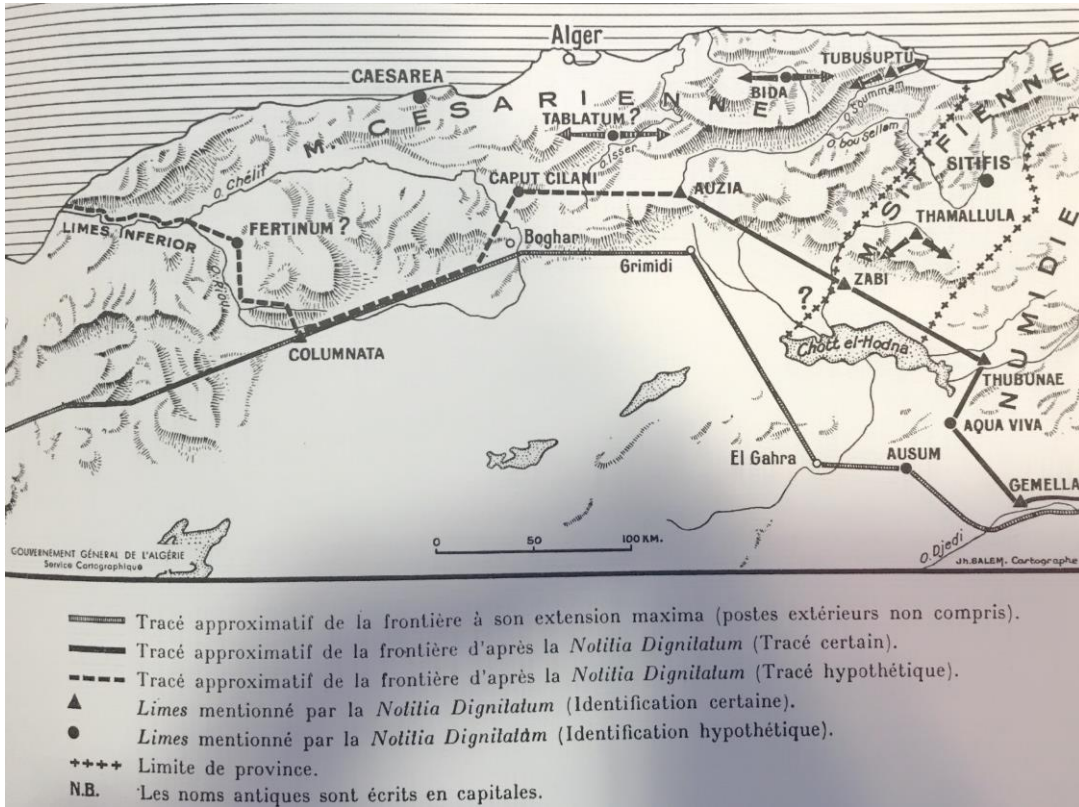 Alger
TUBUSUPTU
CAESAREA
BIDA
O. Soummam
M. CÉSARIENNE
TABLATUM ?
O. Isser
O. bou Sellam
M. SITIFIENNE
SITIFIS
O. Chélif
CAPUT CILANI
AUZIA
THAMALLULA
LIMES INFERIOR
FERTINUM ?
Boghar
Grimidi
ZABI
NUMIDIE
O. Riou
?
COLUMNATA
Chott el-Hodna
THUBUNAE
AQUA VIVA
El Gahra
AUSUM
GEMELLA
O. Djedi
GOUVERNEMENT GÉNÉRAL DE L'ALGÉRIE
Service Cartographique
0 50 100 KM.
Jh. SALEM. Cartographe
Tracé approximatif de la frontière à son extension maxima (postes extérieurs non compris).
Tracé approximatif de la frontière d'après la Notitia Dignitatum (Tracé certain).
Tracé approximatif de la frontière d'après la Notitia Dignitatum (Tracé hypothétique).
Limes mentionné par la Notitia Dignitatum (Identification certaine).
Limes mentionné par la Notitia Dignitatum (Identification hypothétique).
++++ Limite de province.
N.B. Les noms antiques sont écrits en capitales.